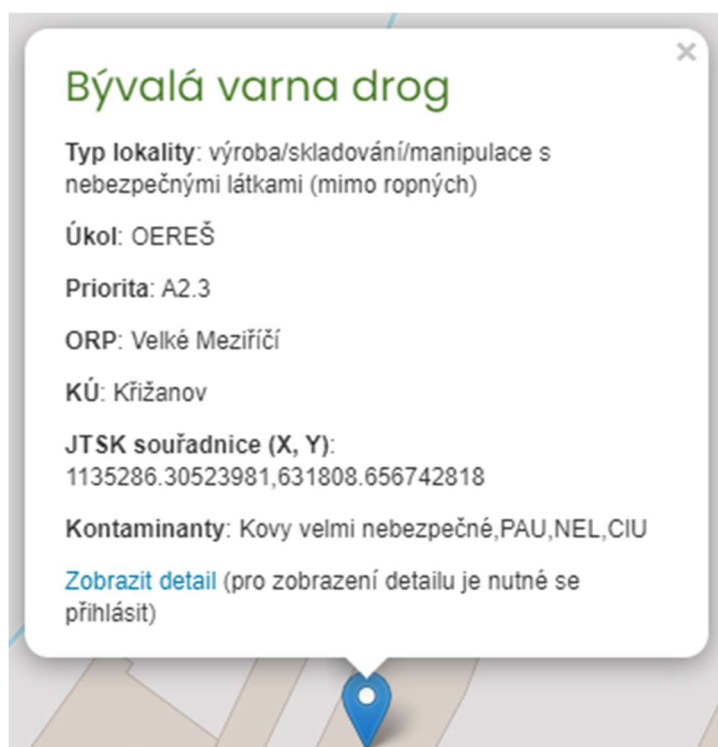 Bývalá varna drog
Typ lokality: výroba/skladování/manipulace s
nebezpečnými látkami (mimo ropných)
Úkol: OEREŠ
Priorita: A2.3
ORP: Velké Meziříčí
KÚ: Křižanov
JTSK souřadnice (X, Y):
1135286.30523981,631808.656742818
Kontaminanty: Kovy velmi nebezpečné,PAU,NEL,CIU
Zobrazit detail (pro zobrazení detailu je nutné se
přihlásit)